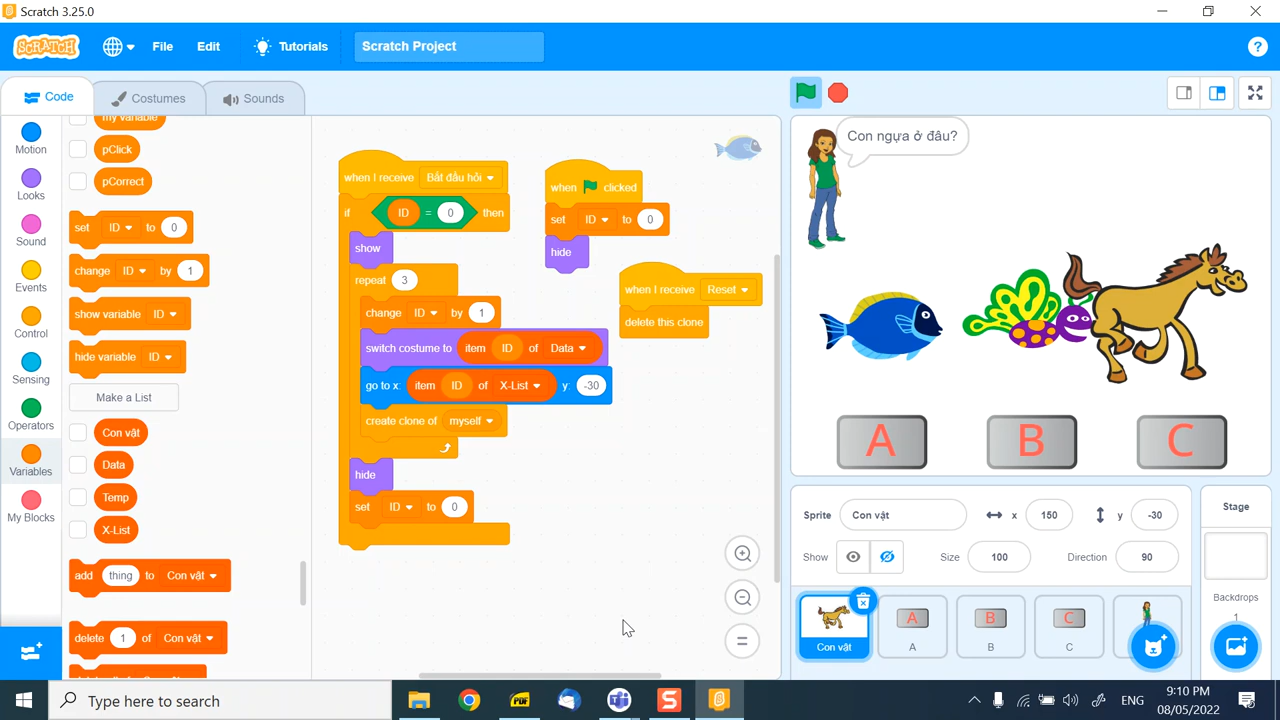 Scratch 3.25.0
SCRATCH
File
Edit
Tutorials
Scratch Project
?
Code
Costumes
Sounds
Motion
Looks
Sound
Events
Control
Sensing
Operators
Variables
My Blocks
my variable
pClick
pCorrect
set ID to 0
change ID by 1
show variable ID
hide variable ID
Make a List
Con vật
Data
Temp
X-List
add thing to Con vật
delete 1 of Con vật
when I receive Bắt đầu hỏi
if ID = 0 then
show
repeat 3
change ID by 1
switch costume to item ID of Data
go to x: item ID of X-List y: -30
create clone of myself
hide
set ID to 0
when clicked
set ID to 0
hide
when I receive Reset
delete this clone
Con ngựa ở đâu?
A B C
Sprite Con vật x 150 y -30
Show Size 100 Direction 90
Con vật
A
A
B
B
C
C
Stage
Backdrops
1
Type here to search
PDF
S
ENG
9:10 PM
08/05/2022